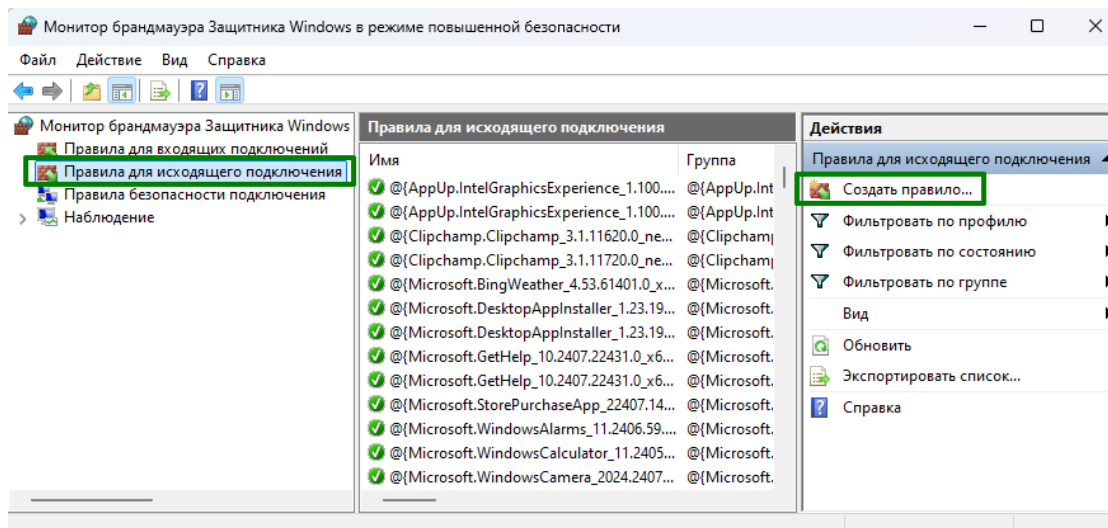 Монитор брандмауэра Защитника Windows в режиме повышенной безопасности
Файл Действие Вид Справка
Монитор брандмауэра Защитника Windows
Правила для входящих подключений
Правила для исходящего подключения
Правила безопасности подключения
Наблюдение
Правила для исходящего подключения
Имя Группа
@{AppUp.IntelGraphicsExperience_1.100.... @{AppUp.Int
@{AppUp.IntelGraphicsExperience_1.100.... @{AppUp.Int
@{Clipchamp.Clipchamp_3.1.11620.0_ne... @{Clipcham
@{Clipchamp.Clipchamp_3.1.11720.0_ne... @{Clipcham
@{Microsoft.BingWeather_4.53.61401.0_x... @{Microsoft.
@{Microsoft.DesktopAppInstaller_1.23.19... @{Microsoft.
@{Microsoft.DesktopAppInstaller_1.23.19... @{Microsoft.
@{Microsoft.GetHelp_10.2407.22431.0_x6... @{Microsoft.
@{Microsoft.GetHelp_10.2407.22431.0_x6... @{Microsoft.
@{Microsoft.StorePurchaseApp_22407.14... @{Microsoft.
@{Microsoft.WindowsAlarms_11.2406.59.... @{Microsoft.
@{Microsoft.WindowsCalculator_11.2405... @{Microsoft.
@{Microsoft.WindowsCamera_2024.2407... @{Microsoft.
Действия
Правила для исходящего подключения
Создать правило...
Фильтровать по профилю
Фильтровать по состоянию
Фильтровать по группе
Вид
Обновить
Экспортировать список...
Справка